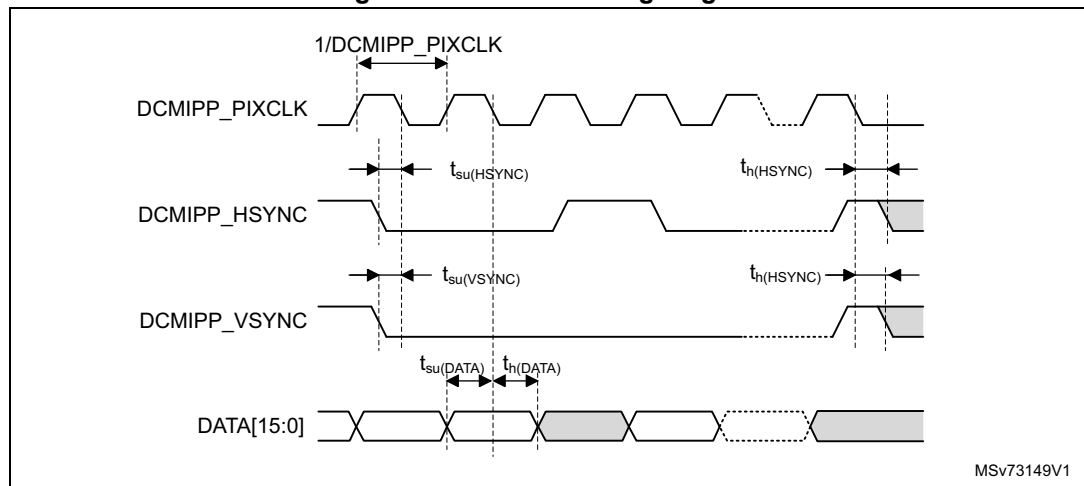 1/DCMIPP_PIXCLK
DCMIPP_PIXCLK
tsu(HSYNC) th(HSYNC)
DCMIPP_HSYNC
tsu(VSYNC) th(HSYNC)
DCMIPP_VSYNC
tsu(DATA) th(DATA)
DATA[15:0]
MSv73149V1